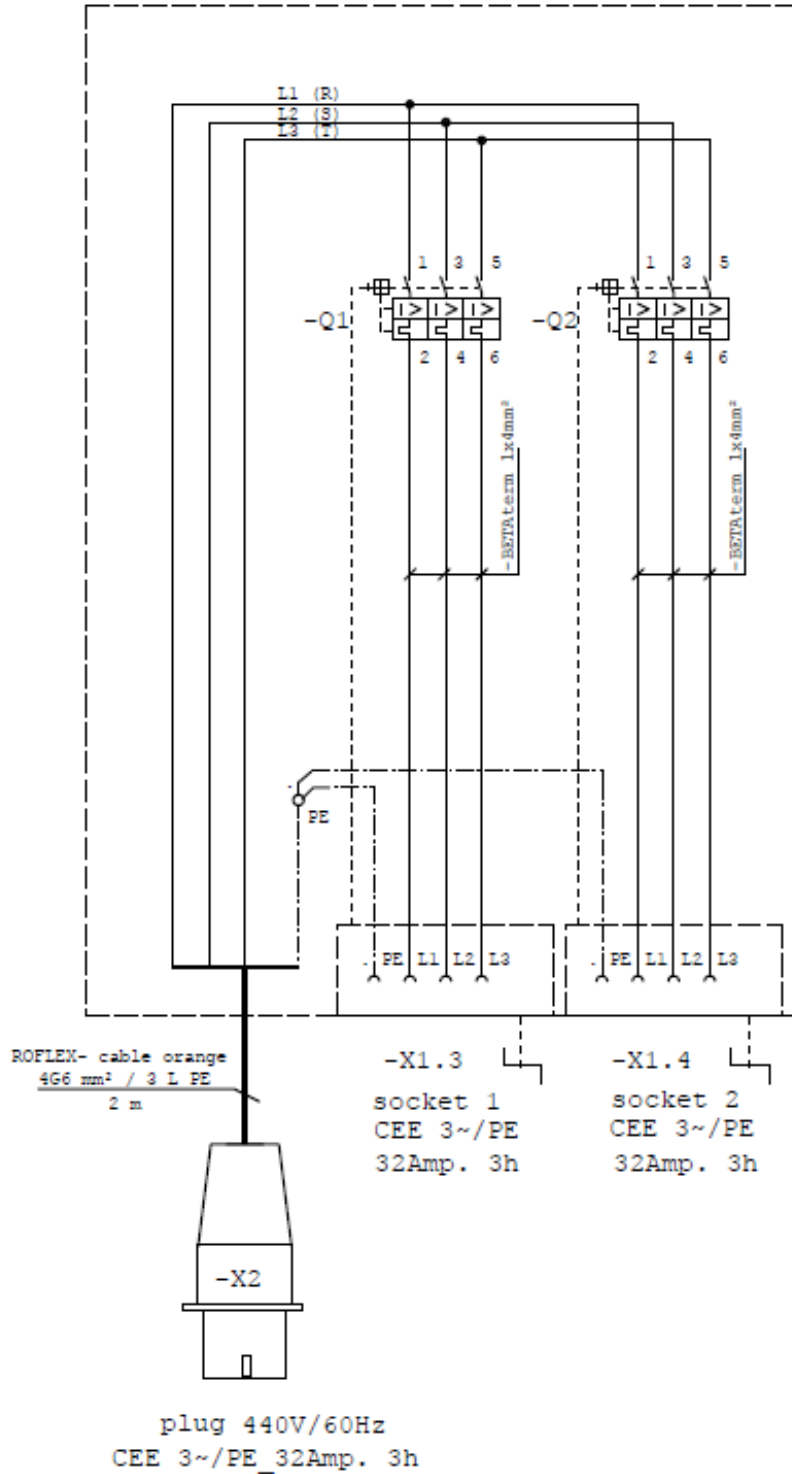 L1 (R)
L2 (S)
L3 (T)
1 3 5
1 3 5
-Q1
I> I> I>
-Q2
I> I> I>
2 4 6
2 4 6
-BETAterm 1x4mm²
-BETAterm 1x4mm²
PE
. PE L1 L2 L3
. PE L1 L2 L3
ROFLEX- cable orange
4G6 mm² / 3 L PE
2 m
-X1.3
socket 1
CEE 3~/PE
32Amp. 3h
-X1.4
socket 2
CEE 3~/PE
32Amp. 3h
-X2
plug 440V/60Hz
CEE 3~/PE_32Amp. 3h